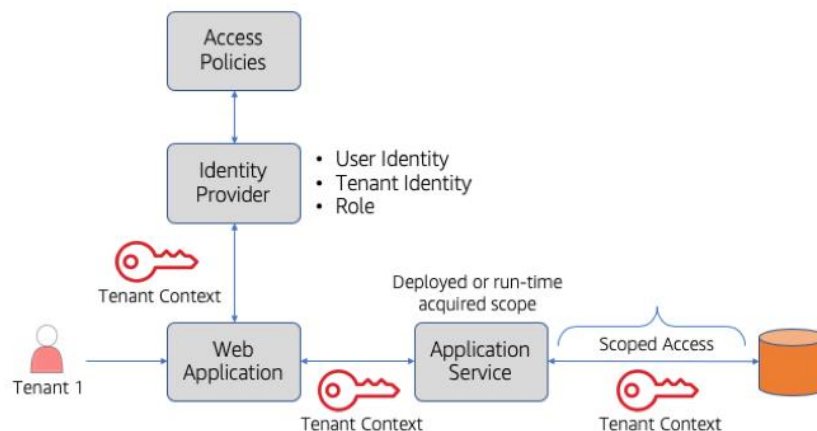 Access
Policies
Identity
Provider
• User Identity
• Tenant Identity
• Role
Tenant Context
Deployed or run-time
acquired scope
Tenant 1
Web
Application
Application
Service
Scoped Access
Tenant Context
Tenant Context